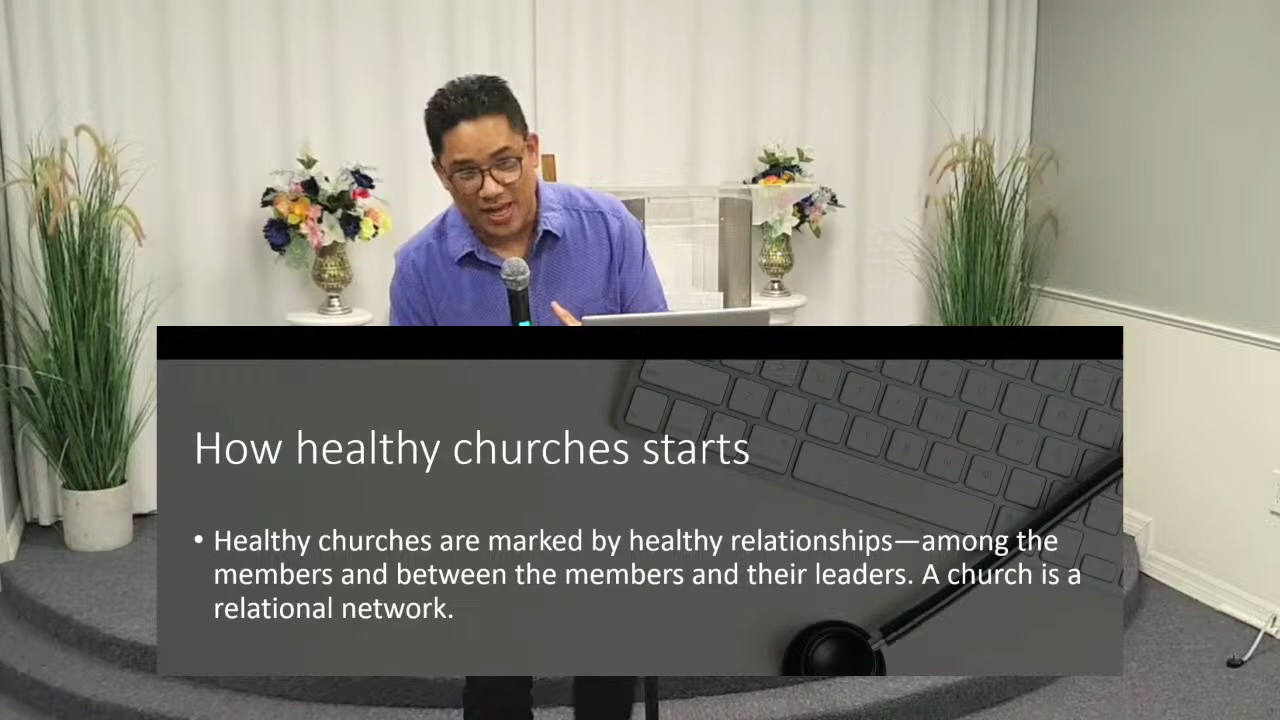 How healthy churches starts
• Healthy churches are marked by healthy relationships—among the
members and between the members and their leaders. A church is a
relational network.